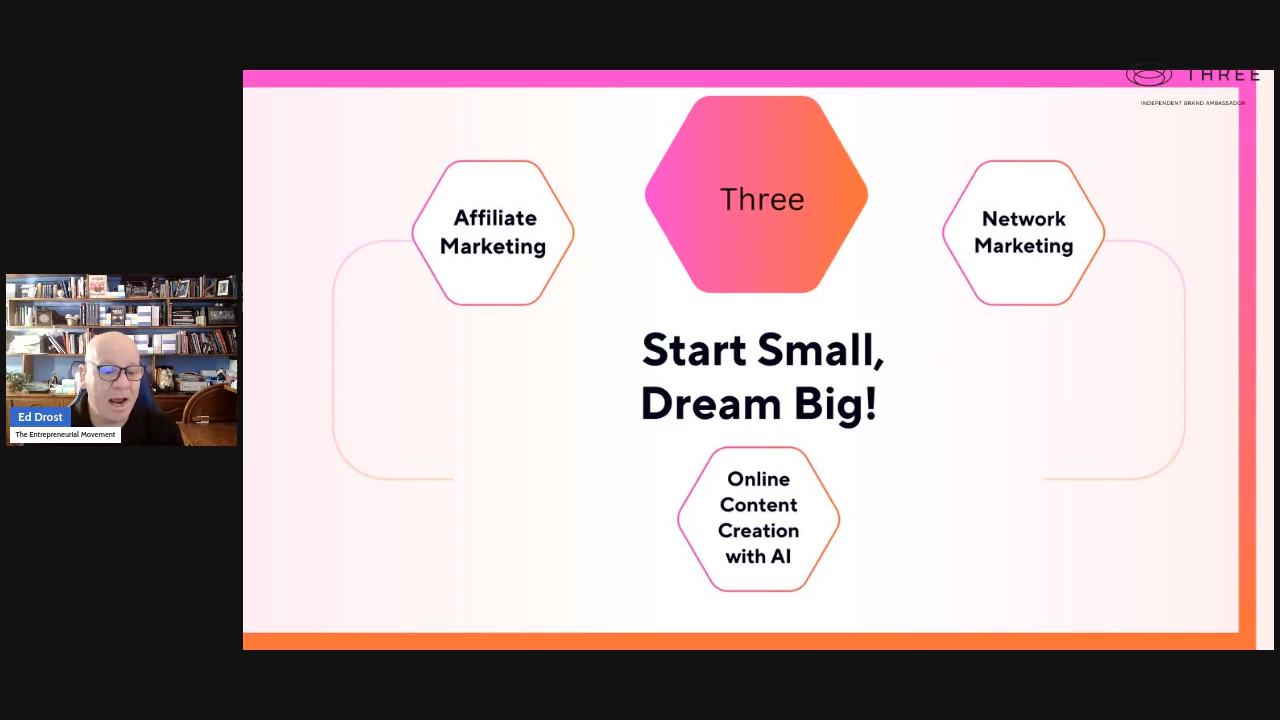 THREE
INDEPENDENT BRAND AMBASSADOR
Three
Affiliate
Marketing
Network
Marketing
Start Small,
Dream Big!
Online
Content
Creation
with AI
Ed Drost
The Entrepreneurial Movement